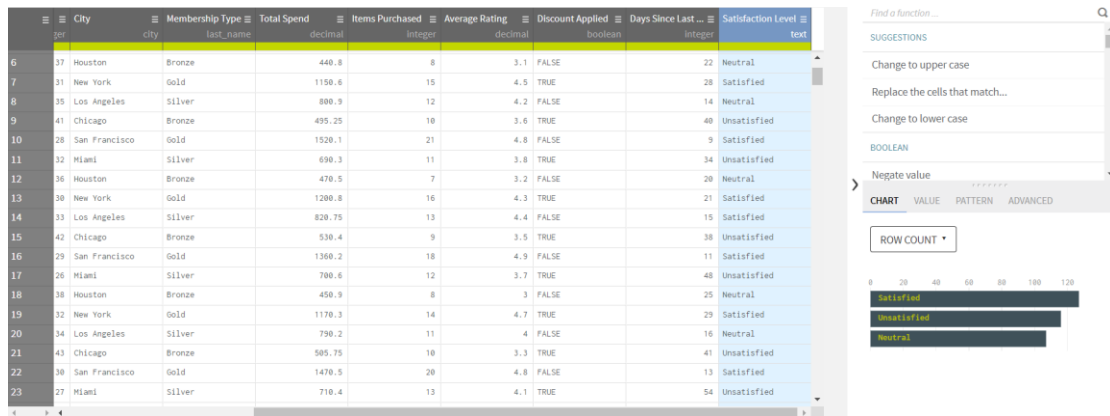 City Membership Type Total Spend Items Purchased Average Rating Discount Applied Days Since Last ... Satisfaction Level
ger city last_name decimal integer decimal boolean integer text
6 37 Houston Bronze 440.8 8 3.1 FALSE 22 Neutral
7 31 New York Gold 1150.6 15 4.5 TRUE 28 Satisfied
8 35 Los Angeles Silver 800.9 12 4.2 FALSE 14 Neutral
9 41 Chicago Bronze 495.25 10 3.6 TRUE 40 Unsatisfied
10 28 San Francisco Gold 1520.1 21 4.8 FALSE 9 Satisfied
11 32 Miami Silver 690.3 11 3.8 TRUE 34 Unsatisfied
12 36 Houston Bronze 470.5 7 3.2 FALSE 20 Neutral
13 30 New York Gold 1200.8 16 4.3 TRUE 21 Satisfied
14 33 Los Angeles Silver 820.75 13 4.4 FALSE 15 Satisfied
15 42 Chicago Bronze 530.4 9 3.5 TRUE 38 Unsatisfied
16 29 San Francisco Gold 1360.2 18 4.9 FALSE 11 Satisfied
17 26 Miami Silver 700.6 12 3.7 TRUE 48 Unsatisfied
18 38 Houston Bronze 450.9 8 3 FALSE 25 Neutral
19 32 New York Gold 1170.3 14 4.7 TRUE 29 Satisfied
20 34 Los Angeles Silver 790.2 11 4 FALSE 16 Neutral
21 43 Chicago Bronze 505.75 10 3.3 TRUE 41 Unsatisfied
22 30 San Francisco Gold 1470.5 20 4.8 FALSE 13 Satisfied
23 27 Miami Silver 710.4 13 4.1 TRUE 54 Unsatisfied
Find a function ...
SUGGESTIONS
Change to upper case
Replace the cells that match...
Change to lower case
BOOLEAN
Negate value
CHART VALUE PATTERN ADVANCED
ROW COUNT
0 20 40 60 80 100 120
Satisfied
Unsatisfied
Neutral